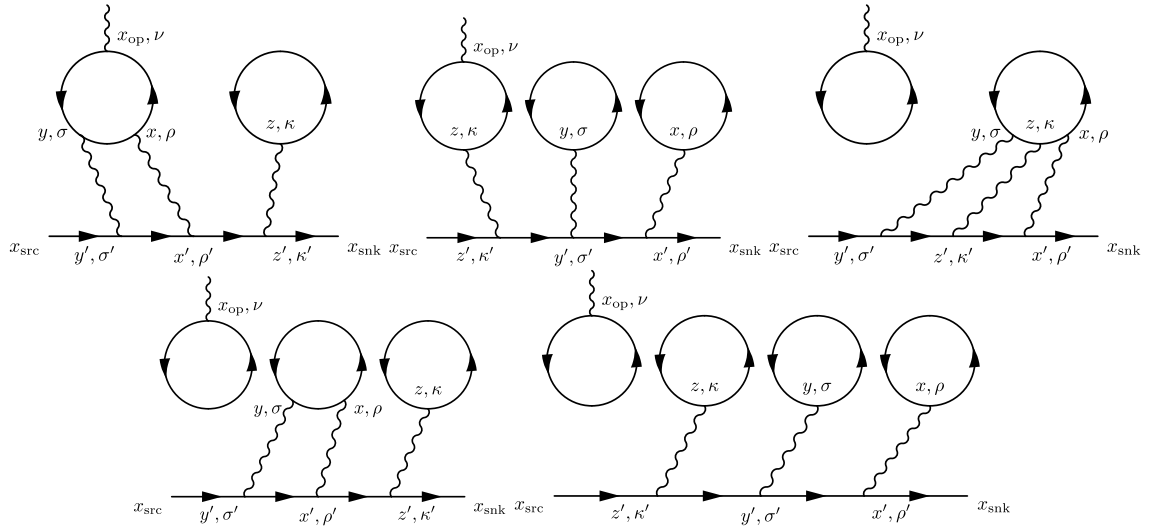 x_op, ν
x_op, ν
x_op, ν
y, σ
x, ρ
z, κ
z, κ
y, σ
x, ρ
y, σ
z, κ
x, ρ
x_src
y′, σ′
x′, ρ′
z′, κ′
x_snk
x_src
z′, κ′
y′, σ′
x′, ρ′
x_snk
x_src
y′, σ′
z′, κ′
x′, ρ′
x_snk
x_op, ν
x_op, ν
y, σ
x, ρ
z, κ
z, κ
y, σ
x, ρ
x_src
y′, σ′
x′, ρ′
z′, κ′
x_snk
x_src
z′, κ′
y′, σ′
x′, ρ′
x_snk